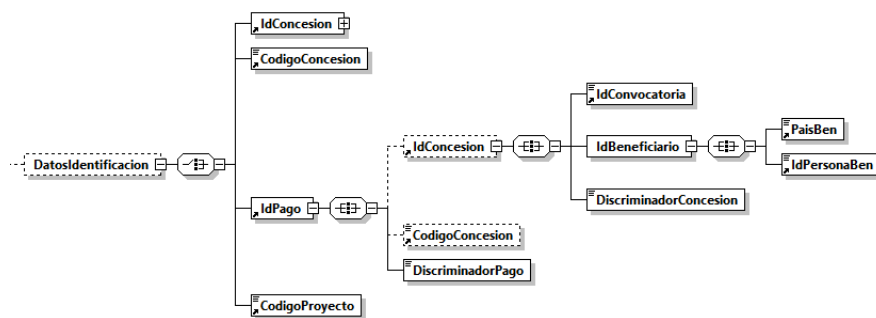 IdConcesion
CodigoConcesion
IdConvocatoria
PaisBen
IdConcesion
IdBeneficiario
DatosIdentificacion
IdPersonaBen
IdPago
DiscriminadorConcesion
CodigoConcesion
DiscriminadorPago
CodigoProyecto